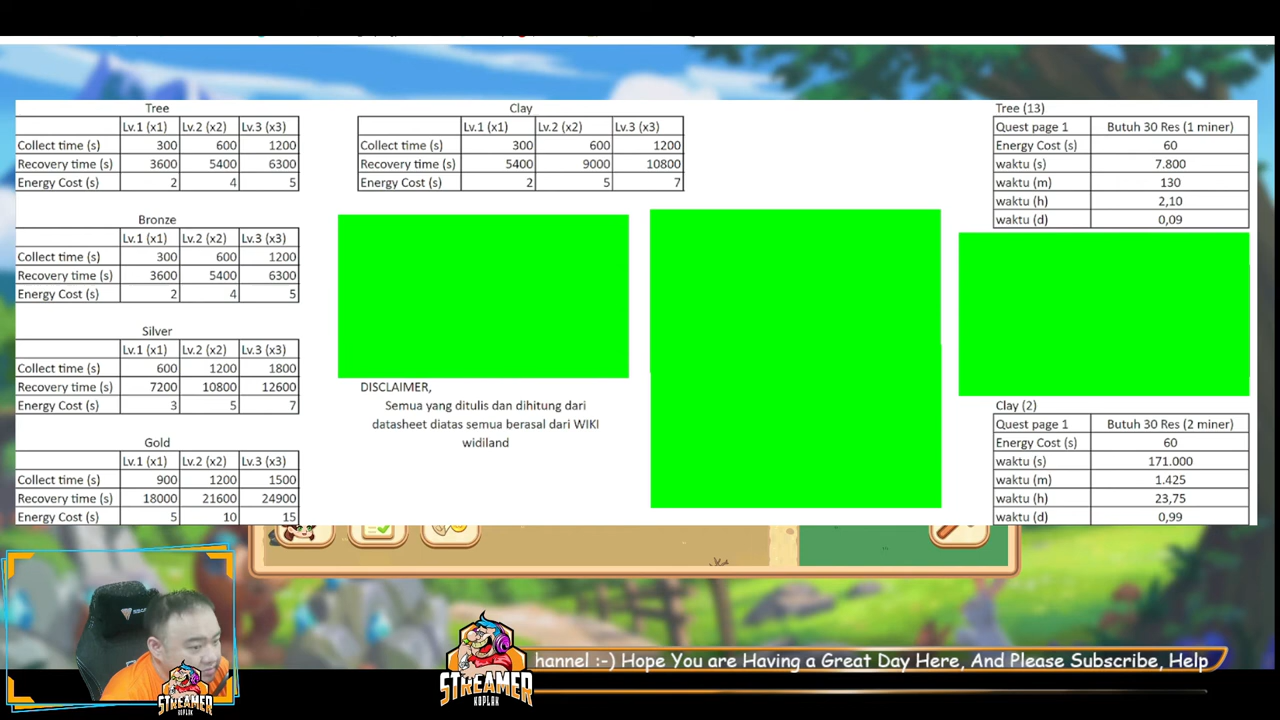 Tree
Lv.1 (x1) Lv.2 (x2) Lv.3 (x3)
Collect time (s) 300 600 1200
Recovery time (s) 3600 5400 6300
Energy Cost (s) 2 4 5
Bronze
Lv.1 (x1) Lv.2 (x2) Lv.3 (x3)
Collect time (s) 300 600 1200
Recovery time (s) 3600 5400 6300
Energy Cost (s) 2 4 5
Silver
Lv.1 (x1) Lv.2 (x2) Lv.3 (x3)
Collect time (s) 600 1200 1800
Recovery time (s) 7200 10800 12600
Energy Cost (s) 3 5 7
Gold
Lv.1 (x1) Lv.2 (x2) Lv.3 (x3)
Collect time (s) 900 1200 1500
Recovery time (s) 18000 21600 24900
Energy Cost (s) 5 10 15
Clay
Lv.1 (x1) Lv.2 (x2) Lv.3 (x3)
Collect time (s) 300 600 1200
Recovery time (s) 5400 9000 10800
Energy Cost (s) 2 5 7
DISCLAIMER,
Semua yang ditulis dan dihitung dari
datasheet diatas semua berasal dari WIKI
widiland
Tree (13)
Quest page 1 Butuh 30 Res (1 miner)
Energy Cost (s) 60
waktu (s) 7.800
waktu (m) 130
waktu (h) 2,10
waktu (d) 0,09
Clay (2)
Quest page 1 Butuh 30 Res (2 miner)
Energy Cost (s) 60
waktu (s) 171.000
waktu (m) 1.425
waktu (h) 23,75
waktu (d) 0,99
STREAMER
KOPLAK
STREAMER
KOPLAK
hannel :-) Hope You are Having a Great Day Here, And Please Subscribe, Help